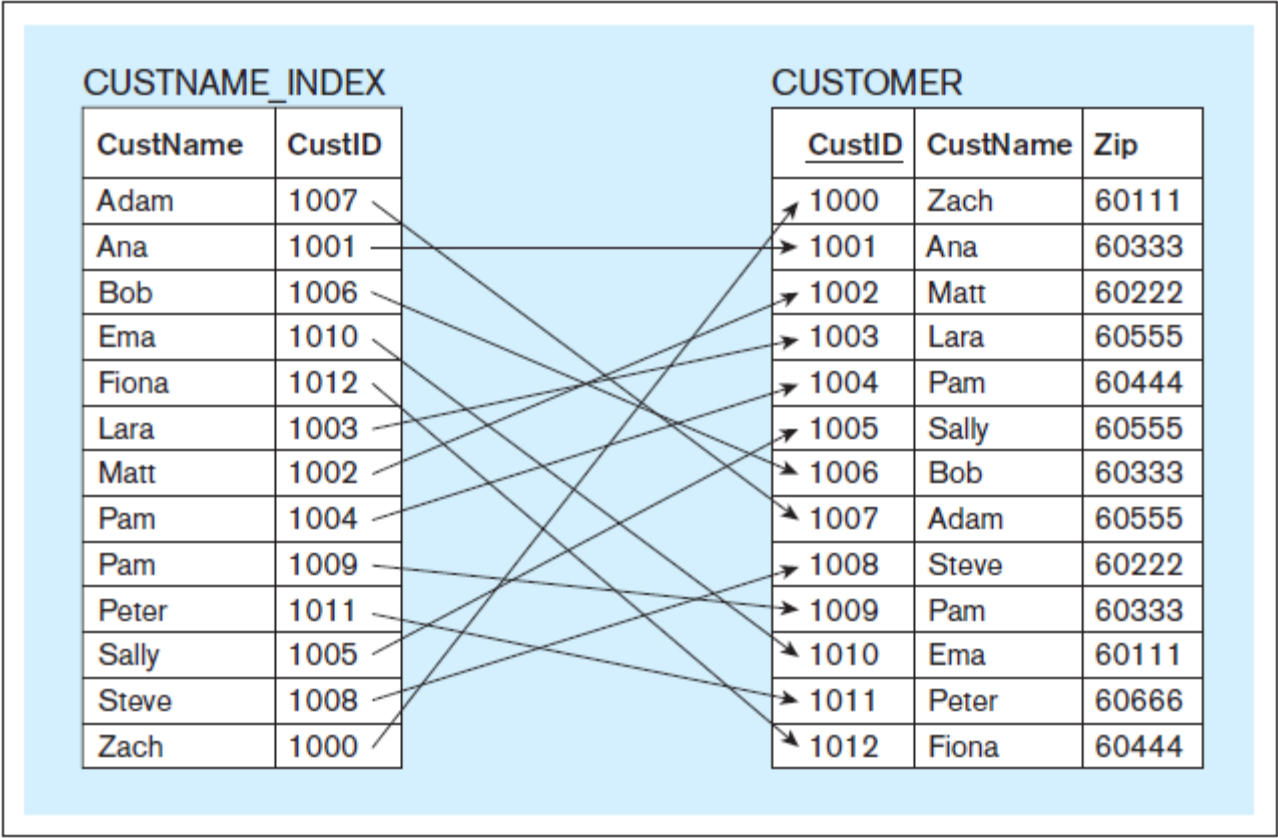 CUSTNAME_INDEX
CustName CustID
Adam 1007
Ana 1001
Bob 1006
Ema 1010
Fiona 1012
Lara 1003
Matt 1002
Pam 1004
Pam 1009
Peter 1011
Sally 1005
Steve 1008
Zach 1000
CUSTOMER
CustID CustName Zip
1000 Zach 60111
1001 Ana 60333
1002 Matt 60222
1003 Lara 60555
1004 Pam 60444
1005 Sally 60555
1006 Bob 60333
1007 Adam 60555
1008 Steve 60222
1009 Pam 60333
1010 Ema 60111
1011 Peter 60666
1012 Fiona 60444